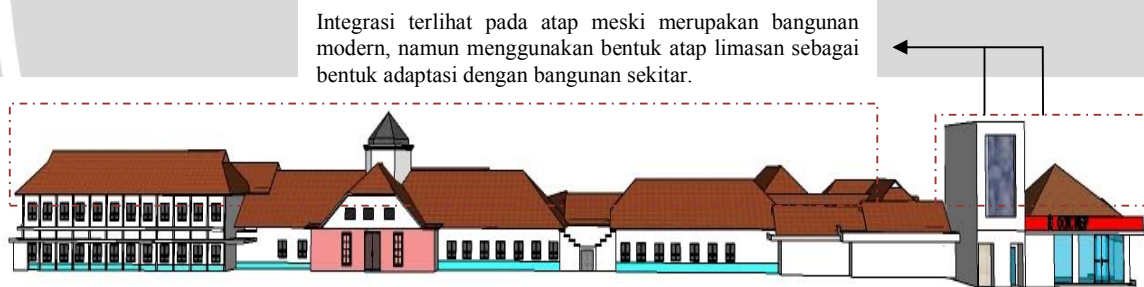 Integrasi terlihat pada atap meski merupakan bangunan
modern, namun menggunakan bentuk atap limasan sebagai
bentuk adaptasi dengan bangunan sekitar.